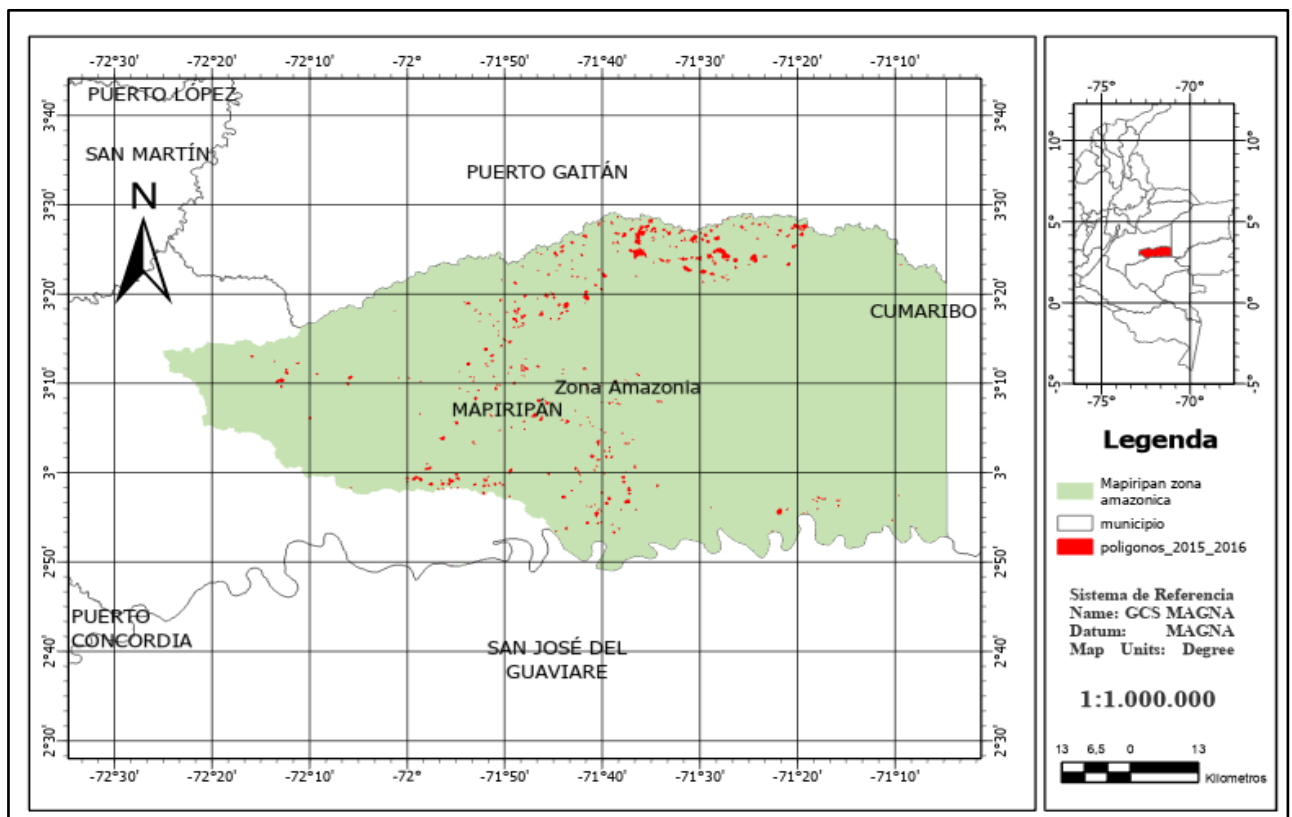 -72°30' -72°20' -72°10' -72° -71°50' -71°40' -71°30' -71°20' -71°10'
3°40' 3°40'
3°30' 3°30'
3°20' 3°20'
3°10' 3°10'
3° 3°
2°50' 2°50'
2°40' 2°40'
2°30' 2°30'
PUERTO LÓPEZ
SAN MARTÍN
PUERTO GAITÁN
N
CUMARIBO
Zona Amazonia
MAPIRIPÁN
PUERTO
CONCORDIA
SAN JOSÉ DEL
GUAVIARE
-72°30' -72°20' -72°10' -72° -71°50' -71°40' -71°30' -71°20' -71°10'
-75° -70°
10° 10°
5° 5°
0° 0°
-5° -5°
-75° -70°
Legenda
Mapiripan zona
amazonica
municipio
poligonos_2015_2016
Sistema de Referencia
Name: GCS MAGNA
Datum: MAGNA
Map Units: Degree
1:1.000.000
13 6,5 0 13
Kilometros